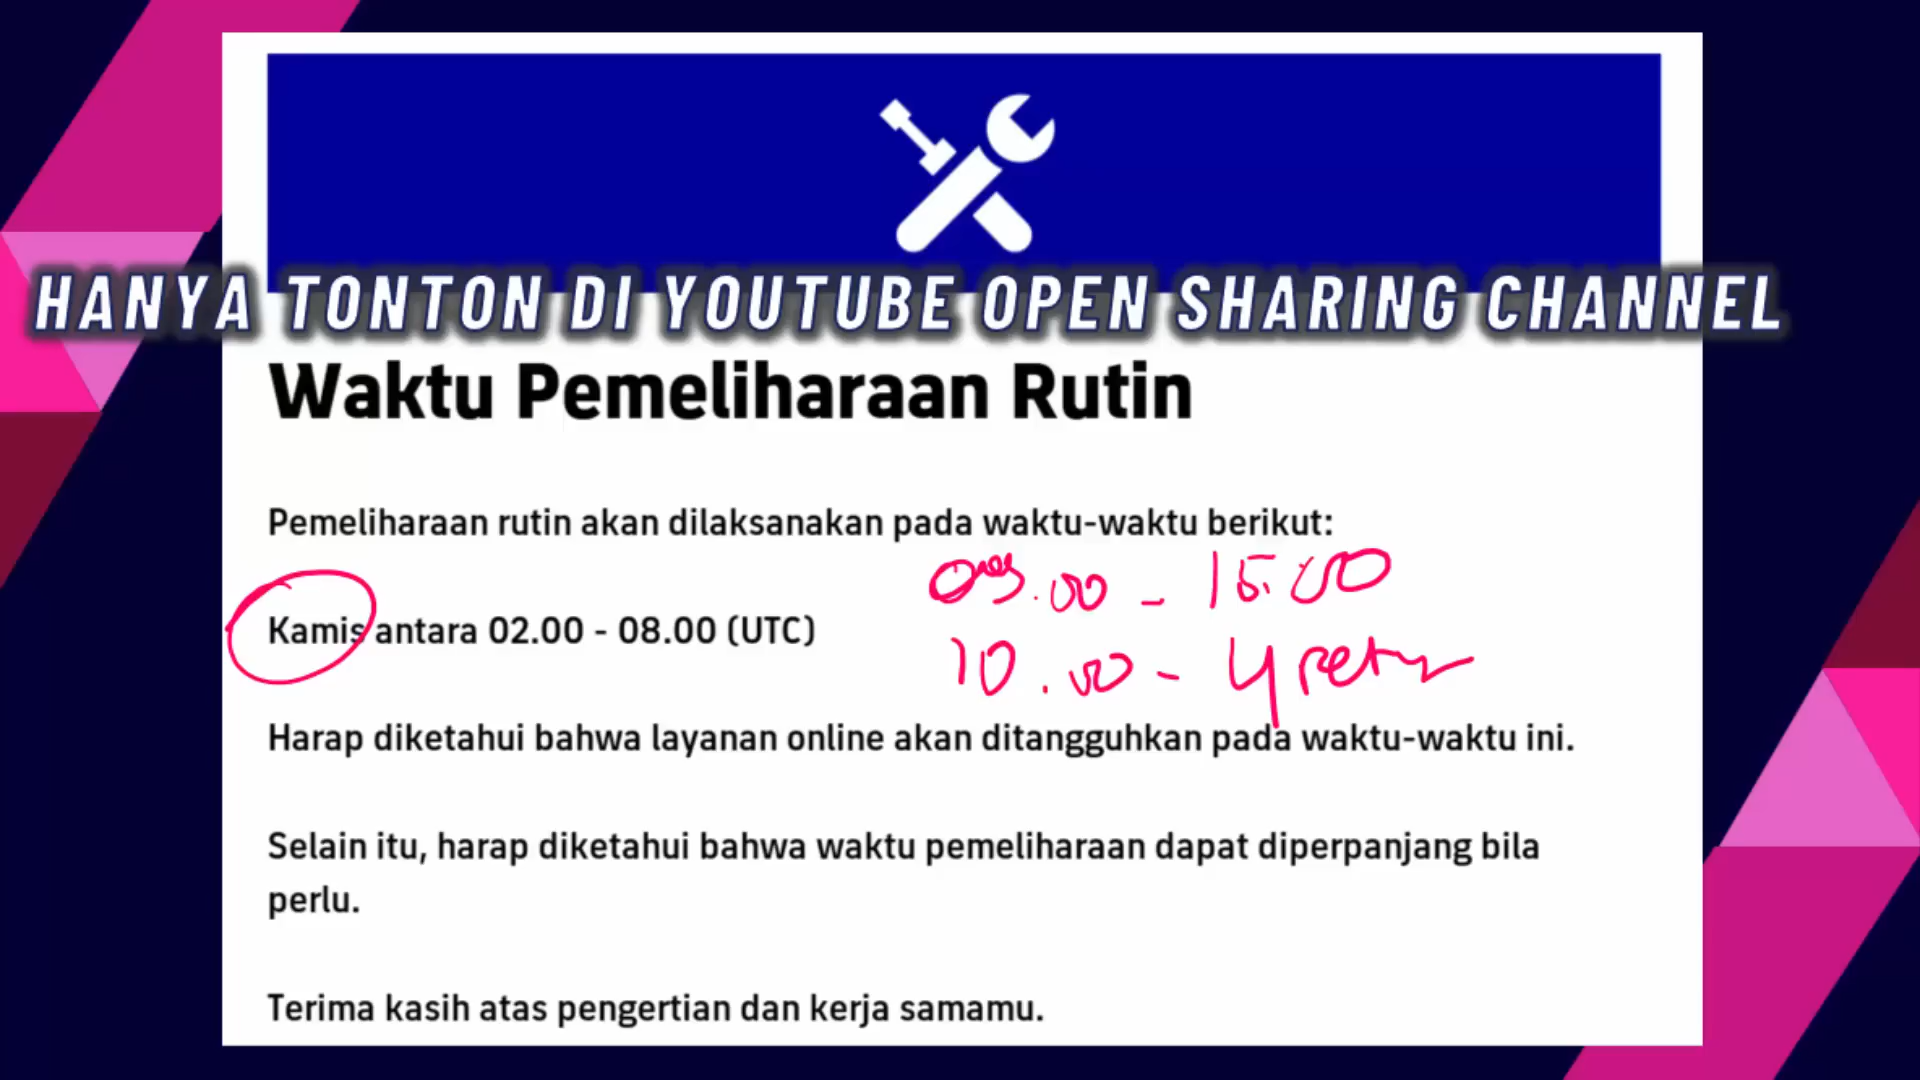 HANYA TONTON DI YOUTUBE OPEN SHARING CHANNEL
Waktu Pemeliharaan Rutin
Pemeliharaan rutin akan dilaksanakan pada waktu-waktu berikut:
.00 - 15.00
Kamis antara 02.00 - 08.00 (UTC)
10.00 - 4
Harap diketahui bahwa layanan online akan ditangguhkan pada waktu-waktu ini.
Selain itu, harap diketahui bahwa waktu pemeliharaan dapat diperpanjang bila
perlu.
Terima kasih atas pengertian dan kerja samamu.